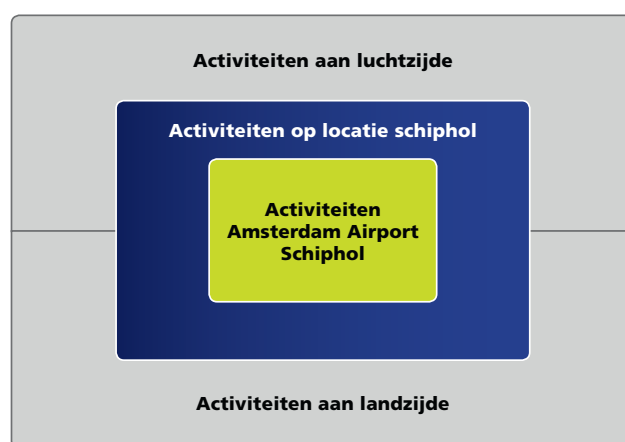 Activiteiten aan luchtzijde
Activiteiten op locatie schiphol
Activiteiten
Amsterdam Airport
Schiphol
Activiteiten aan landzijde